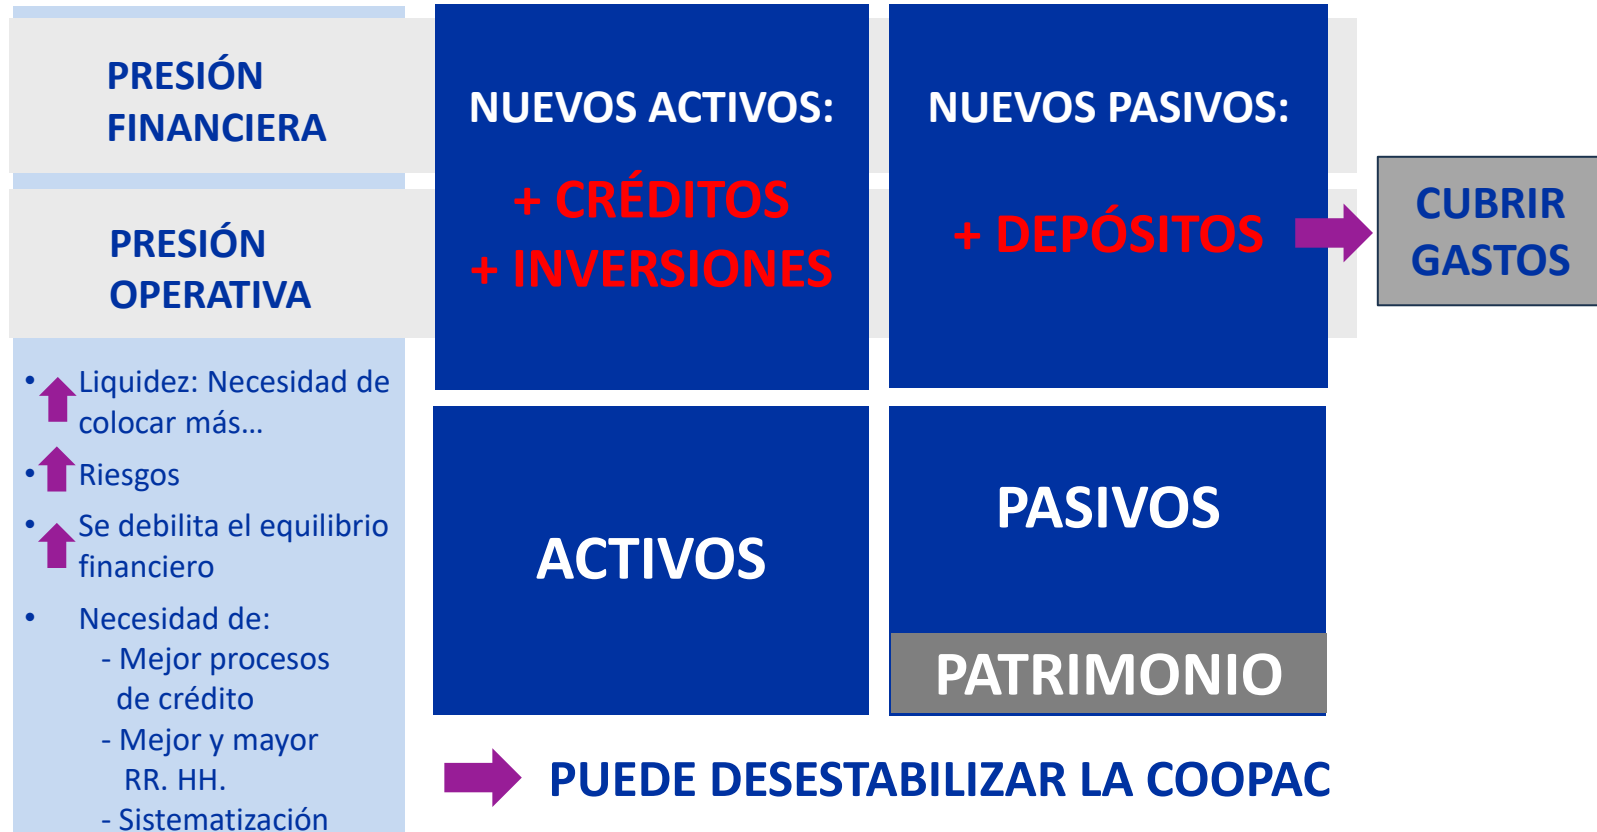 PRESIÓN
FINANCIERA
PRESIÓN
OPERATIVA
• Liquidez: Necesidad de
colocar más...
• Riesgos
• Se debilita el equilibrio
financiero
• Necesidad de:
- Mejor procesos
de crédito
- Mejor y mayor
RR. HH.
- Sistematización
NUEVOS ACTIVOS:
+ CRÉDITOS
+ INVERSIONES
NUEVOS PASIVOS:
+ DEPÓSITOS
CUBRIR
GASTOS
ACTIVOS
PASIVOS
PATRIMONIO
PUEDE DESESTABILIZAR LA COOPAC